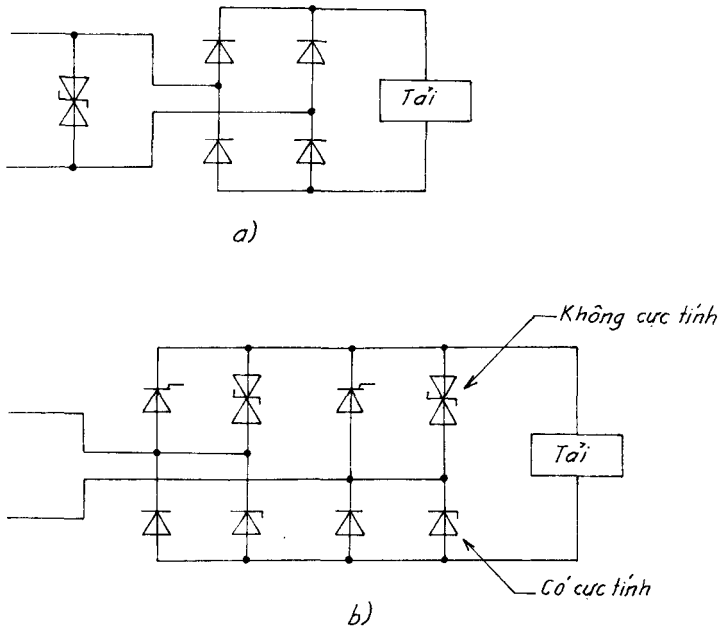 Tải
a)
Không cực tính
Tải
Có cực tính
b)